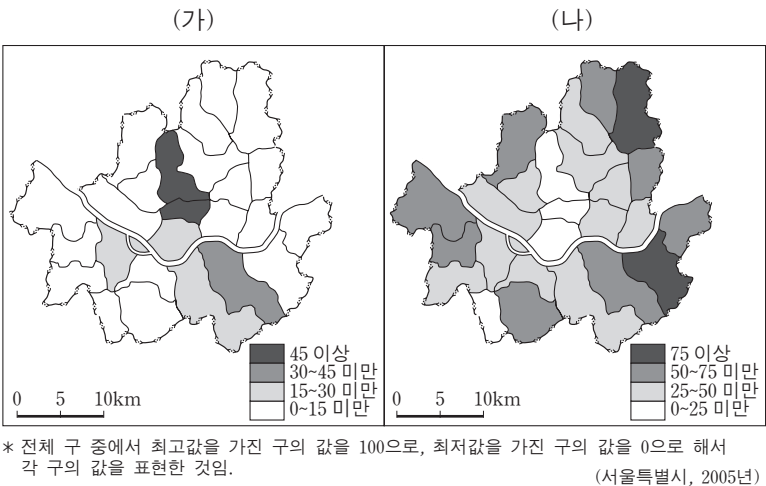 (가)
(나)
45 이상
30~45 미만
15~30 미만
0~15 미만
0 5 10km
75 이상
50~75 미만
25~50 미만
0~25 미만
0 5 10km
* 전체 구 중에서 최고값을 가진 구의 값을 100으로, 최저값을 가진 구의 값을 0으로 해서
각 구의 값을 표현한 것임.
(서울특별시, 2005년)